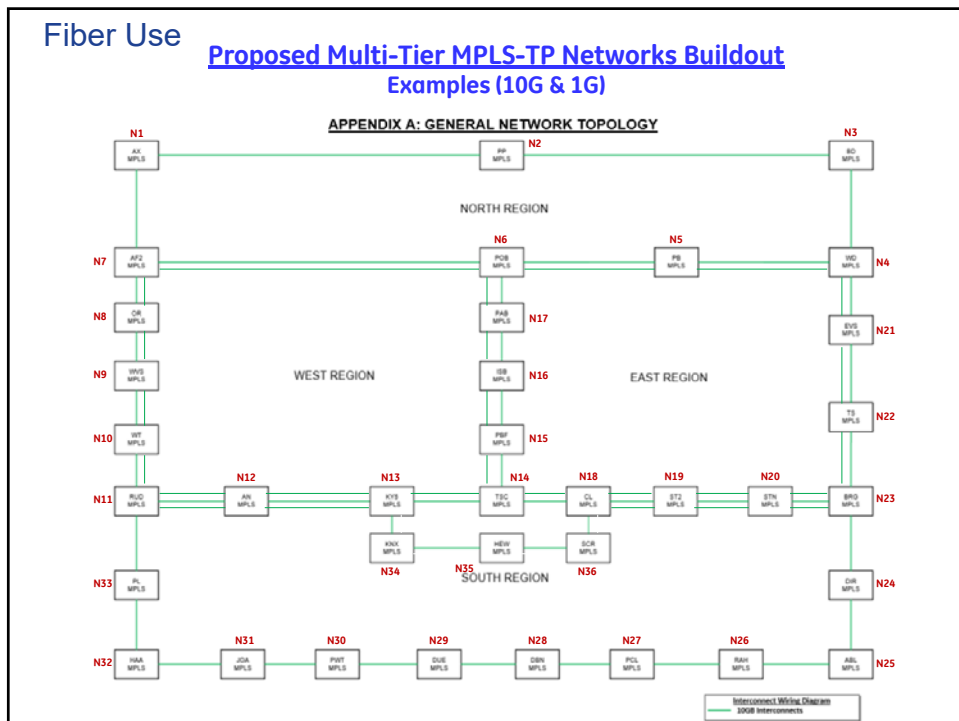 Fiber Use
Proposed Multi-Tier MPLS-TP Networks Buildout
Examples (10G & 1G)
APPENDIX A: GENERAL NETWORK TOPOLOGY
N1
N2
N3
AX
MPLS
PP
MPLS
BD
MPLS
NORTH REGION
N6
N5
N7
AF2
MPLS
POB
MPLS
PB
MPLS
WD
MPLS
N4
N8
OR
MPLS
PAB
MPLS
N17
EVS
MPLS
N21
N9
WVS
MPLS
WEST REGION
ISB
MPLS
N16
EAST REGION
N10
WT
MPLS
PBF
MPLS
N15
TS
MPLS
N22
N12
N13
N14
N18
N19
N20
N11
RUD
MPLS
AN
MPLS
KYS
MPLS
TSC
MPLS
CL
MPLS
ST2
MPLS
STN
MPLS
BRG
MPLS
N23
KNX
MPLS
HEW
MPLS
SCR
MPLS
N34
N35
N36
SOUTH REGION
N33
PL
MPLS
DIR
MPLS
N24
N31
N30
N29
N28
N27
N26
N32
HAA
MPLS
JOA
MPLS
PWT
MPLS
DUE
MPLS
DBN
MPLS
PCL
MPLS
RAH
MPLS
ABL
MPLS
N25
Interconnect Wiring Diagram
10GB Interconnects